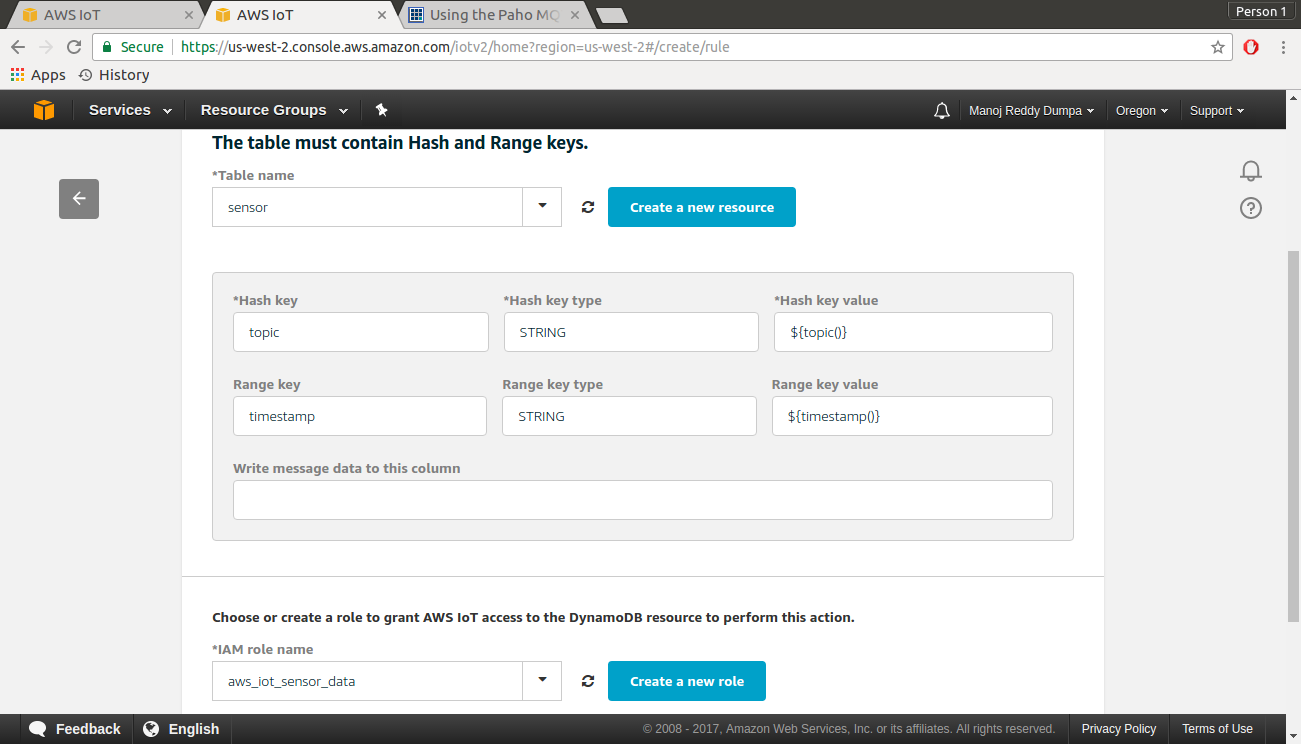 AWS IoT
AWS IoT
Using the Paho MQ
Person 1
Secure
https://us-west-2.console.aws.amazon.com/iotv2/home?region=us-west-2#/create/rule
Apps
History
Services
Resource Groups
Manoj Reddy Dumpa
Oregon
Support
The table must contain Hash and Range keys.
*Table name
sensor
Create a new resource
*Hash key
*Hash key type
*Hash key value
topic
STRING
${topic()}
Range key
Range key type
Range key value
timestamp
STRING
${timestamp()}
Write message data to this column
Choose or create a role to grant AWS IoT access to the DynamoDB resource to perform this action.
*IAM role name
aws_iot_sensor_data
Create a new role
Feedback
English
© 2008 - 2017, Amazon Web Services, Inc. or its affiliates. All rights reserved.
Privacy Policy
Terms of Use